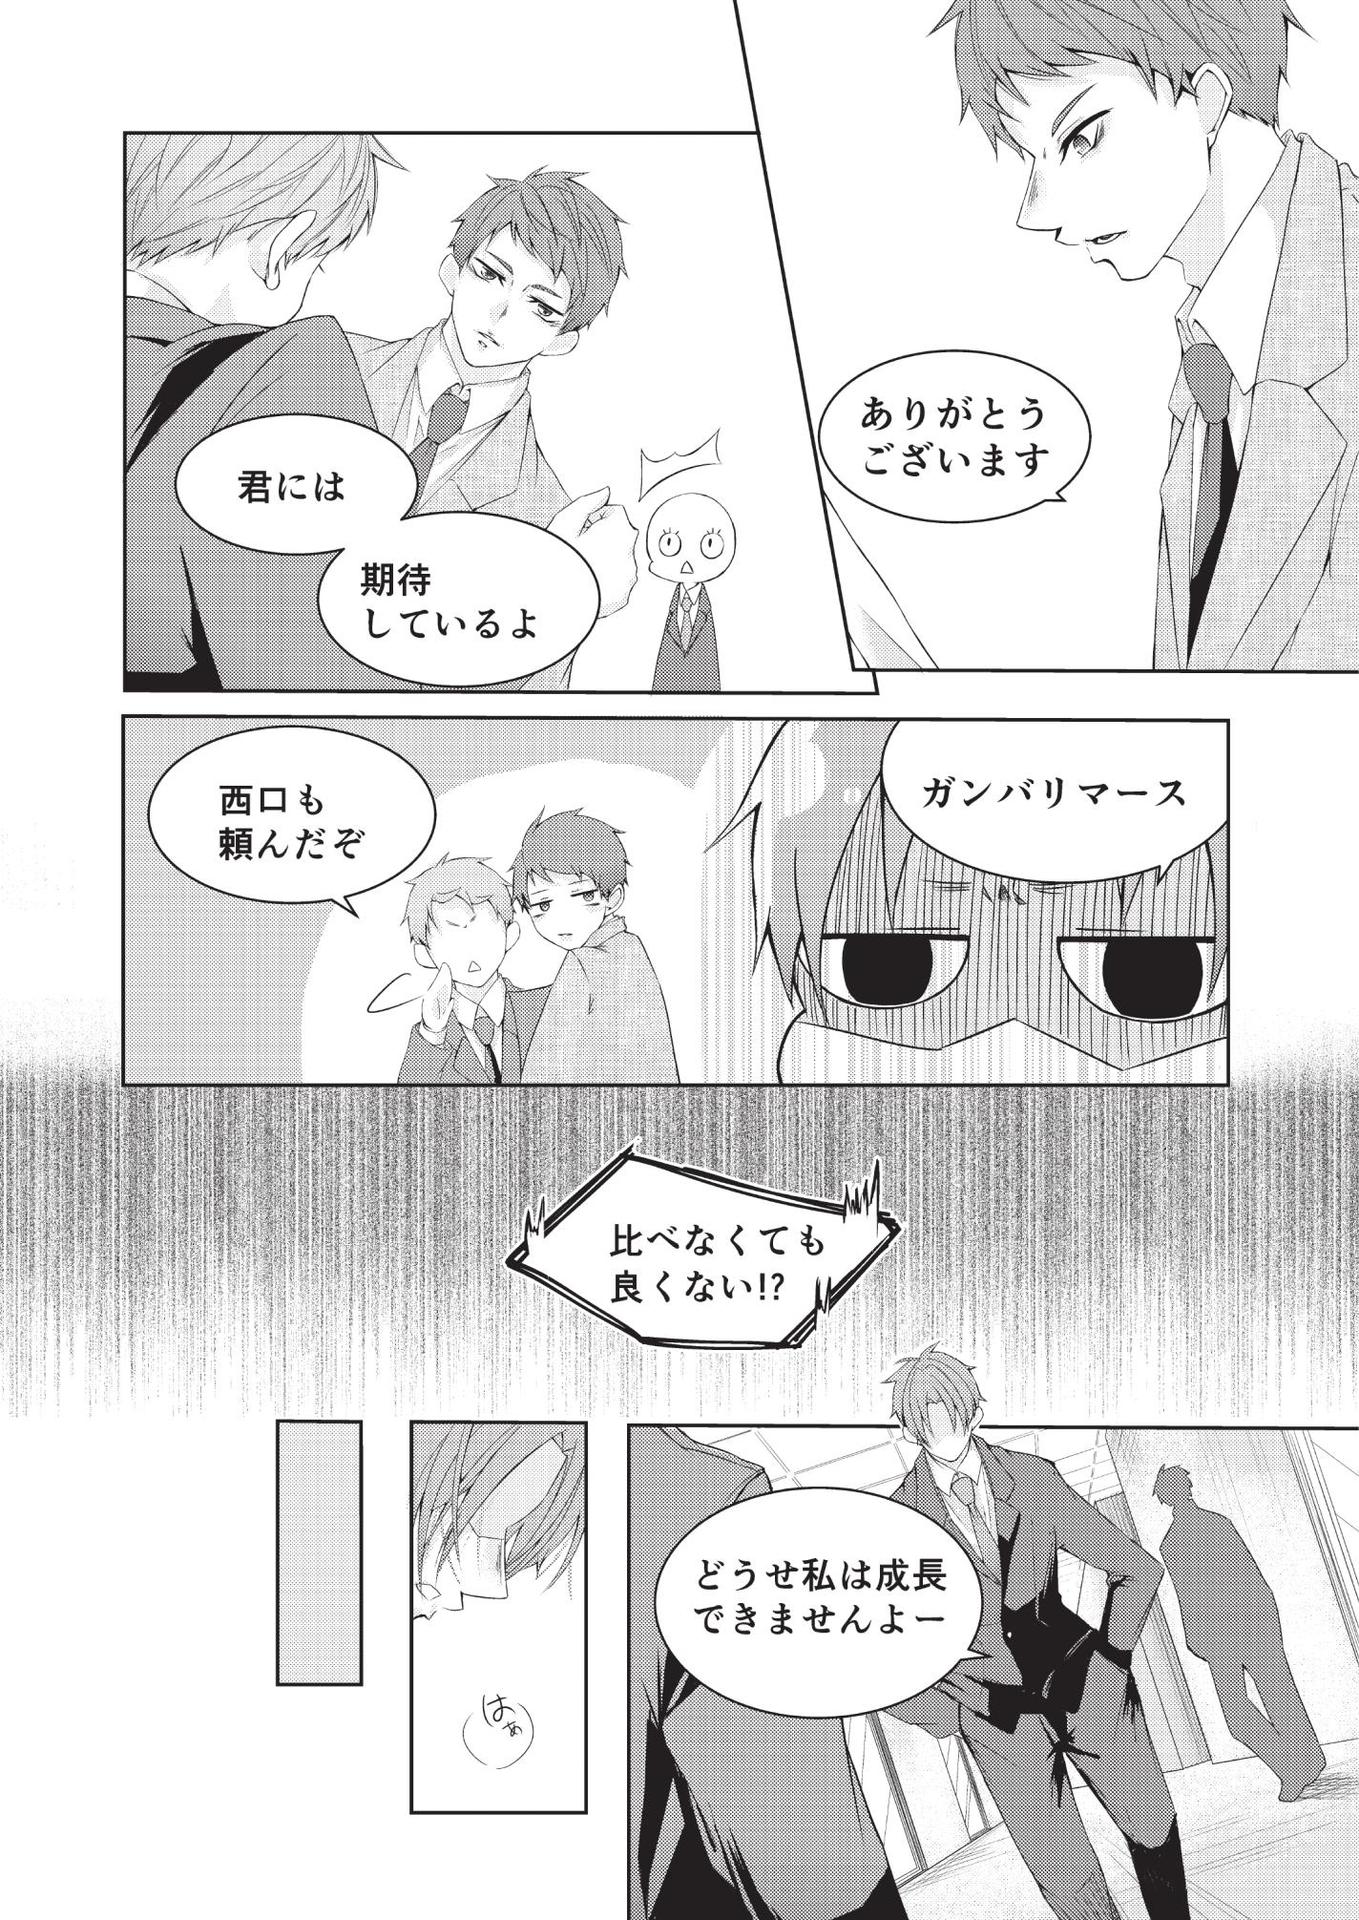 ありがとう
ございます
君には
期待
しているよ
ガンバリマース
西口も
頼んだぞ
比べなくても
良くない!?
どうせ私は成長
できませんよー
はぁ